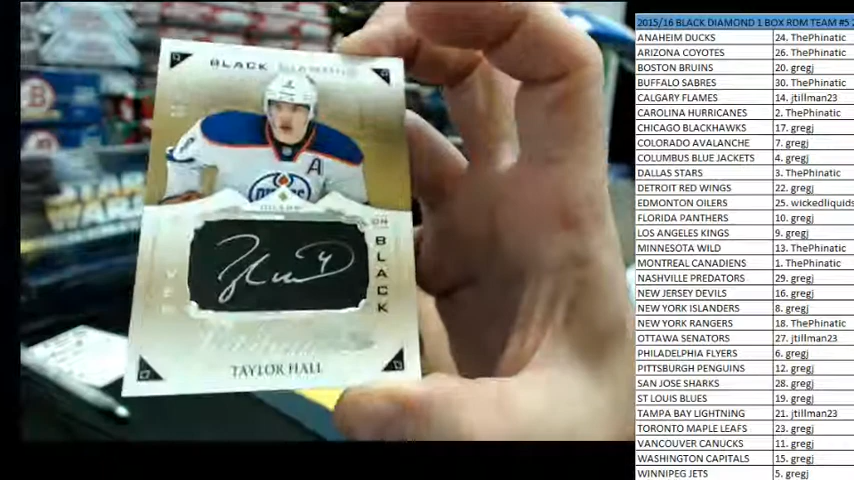 BLACK DIAMOND
A
OILERS
ON
BLACK
TAYLOR HALL
STAR WARS
2015/16 BLACK DIAMOND 1 BOX RDM TEAM #5
ANAHEIM DUCKS 24. ThePhinatic
ARIZONA COYOTES 26. ThePhinatic
BOSTON BRUINS 20. gregj
BUFFALO SABRES 30. ThePhinatic
CALGARY FLAMES 14. jtillman23
CAROLINA HURRICANES 2. ThePhinatic
CHICAGO BLACKHAWKS 17. gregj
COLORADO AVALANCHE 7. gregj
COLUMBUS BLUE JACKETS 4. gregj
DALLAS STARS 3. ThePhinatic
DETROIT RED WINGS 22. gregj
EDMONTON OILERS 25. wickedliquids
FLORIDA PANTHERS 10. gregj
LOS ANGELES KINGS 9. gregj
MINNESOTA WILD 13. ThePhinatic
MONTREAL CANADIENS 1. ThePhinatic
NASHVILLE PREDATORS 29. gregj
NEW JERSEY DEVILS 16. gregj
NEW YORK ISLANDERS 8. gregj
NEW YORK RANGERS 18. ThePhinatic
OTTAWA SENATORS 27. jtillman23
PHILADELPHIA FLYERS 6. gregj
PITTSBURGH PENGUINS 12. gregj
SAN JOSE SHARKS 28. gregj
ST LOUIS BLUES 19. gregj
TAMPA BAY LIGHTNING 21. jtillman23
TORONTO MAPLE LEAFS 23. gregj
VANCOUVER CANUCKS 11. gregj
WASHINGTON CAPITALS 15. gregj
WINNIPEG JETS 5. gregj